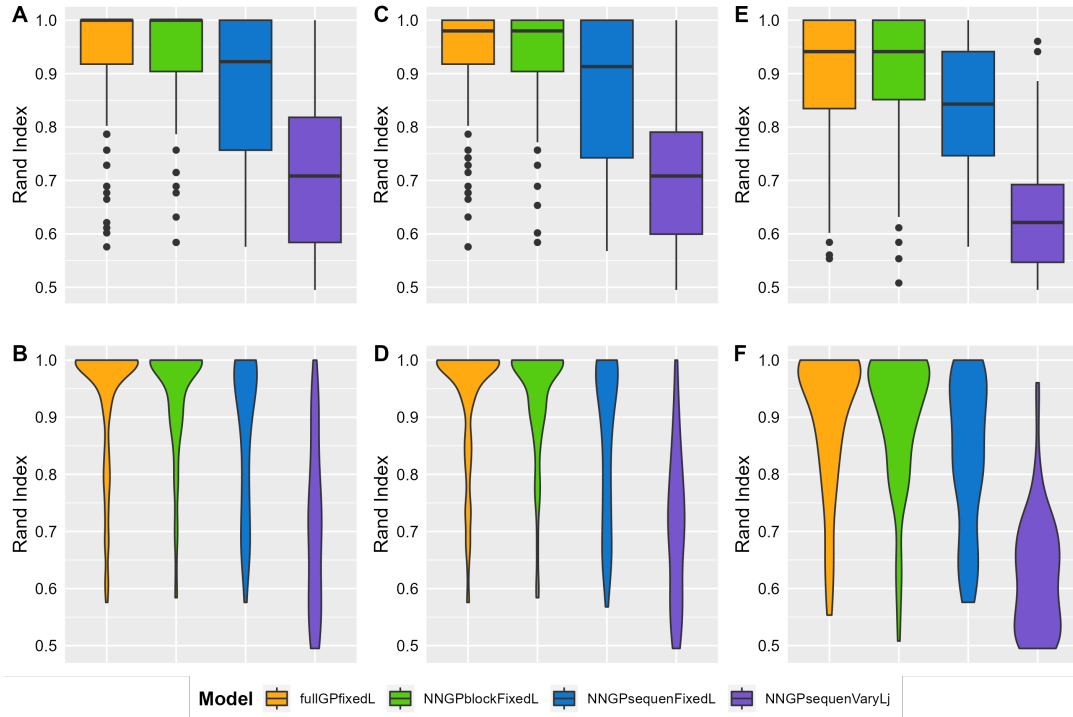 A
C
E
1.0
0.9
0.8
0.7
0.6
0.5
Rand Index
1.0
0.9
0.8
0.7
0.6
0.5
Rand Index
1.0
0.9
0.8
0.7
0.6
0.5
Rand Index
B
D
F
1.0
0.9
0.8
0.7
0.6
0.5
Rand Index
1.0
0.9
0.8
0.7
0.6
0.5
Rand Index
1.0
0.9
0.8
0.7
0.6
0.5
Rand Index
Model fullGPfixedL NNGPblockFixedL NNGPsequenFixedL NNGPsequenVaryLj